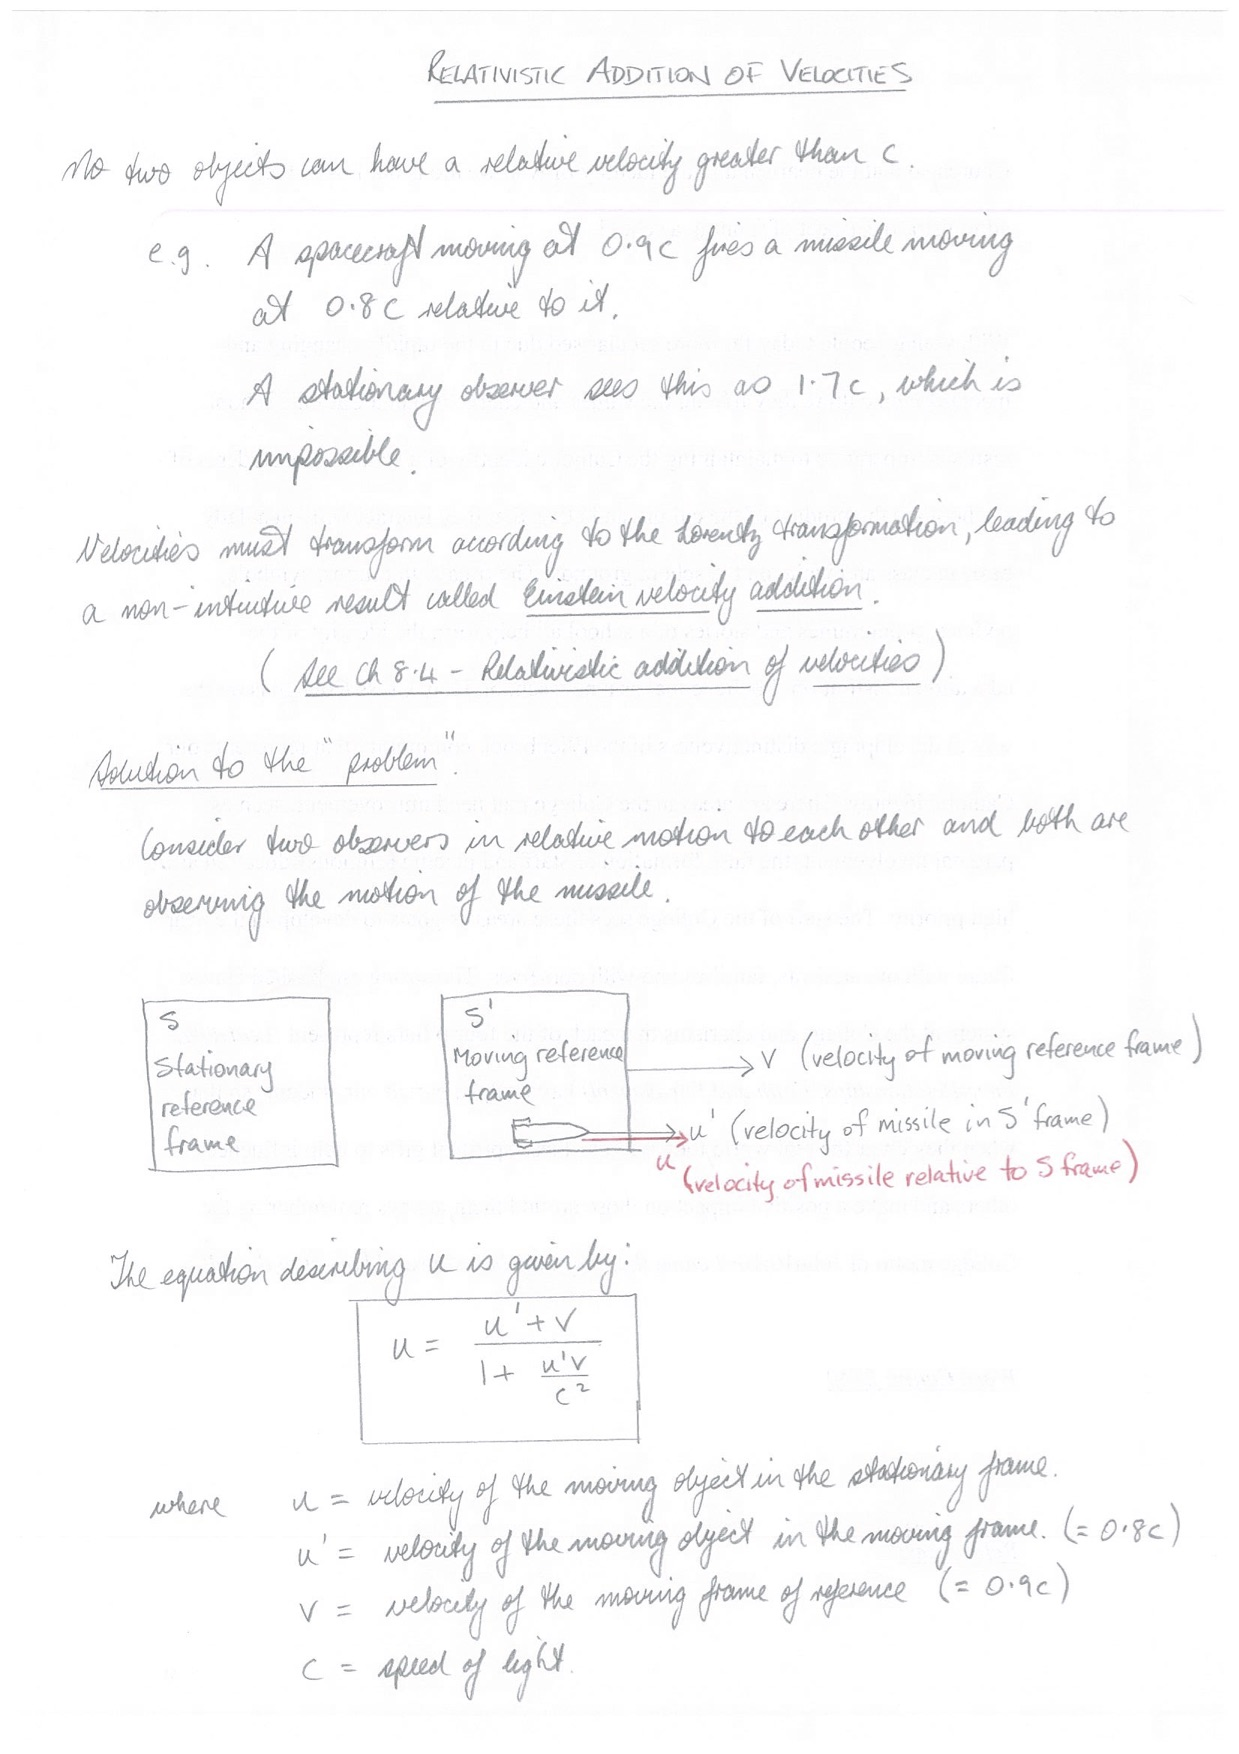 RELATIVISTIC ADDITION OF VELOCITIES
No two objects can have a relative velocity greater than c.
e.g. A spacecraft moving at 0.9c fires a missile moving
at 0.8c relative to it.
A stationary observer sees this as 1.7c, which is
impossible.
Velocities must transform according to the Lorentz transformation, leading to
a non-intuitive result called Einstein velocity addition.
(See Ch 8.4 - Relativistic addition of velocities)
Solution to the "problem".
Consider two observers in relative motion to each other and both are
observing the motion of the missile.
S
Stationary
reference
frame
S'
Moving reference
frame
v (velocity of moving reference frame)
u' (velocity of missile in S' frame)
u (velocity of missile relative to S frame)
The equation describing u is given by:
u = (u' + v) / (1 + u'v/c²)
where u = velocity of the moving object in the stationary frame.
u' = velocity of the moving object in the moving frame. (= 0.8c)
v = velocity of the moving frame of reference (= 0.9c)
c = speed of light.